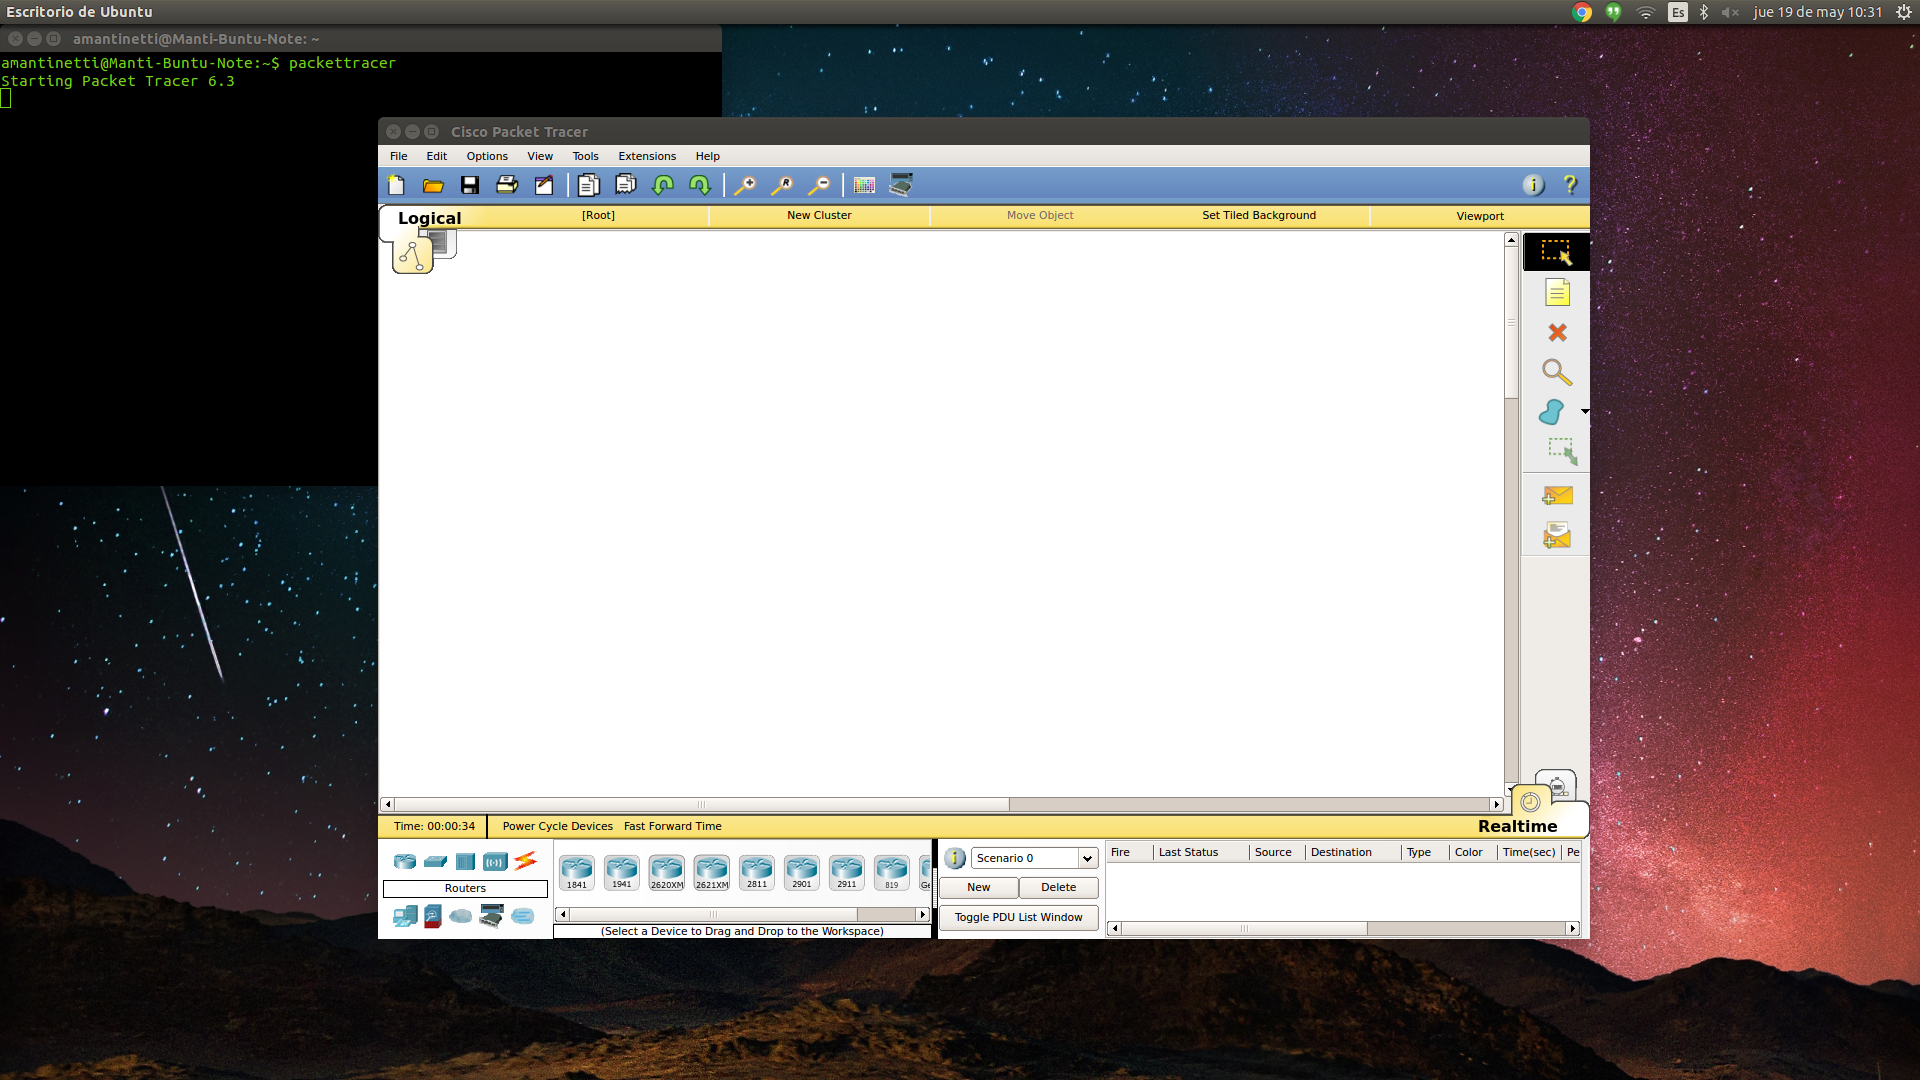 Escritorio de Ubuntu
Es
jue 19 de may 10:31
amantinetti@Manti-Buntu-Note: ~
amantinetti@Manti-Buntu-Note:~$ packettracer
Starting Packet Tracer 6.3
Cisco Packet Tracer
File Edit Options View Tools Extensions Help
R
i ?
Logical [Root] New Cluster Move Object Set Tiled Background Viewport
Time: 00:00:34 Power Cycle Devices Fast Forward Time Realtime
Routers
1841 1941 2620XM 2621XM 2811 2901 2911 819 Ge
(Select a Device to Drag and Drop to the Workspace)
i Scenario 0
New Delete
Toggle PDU List Window
Fire Last Status Source Destination Type Color Time(sec) Pe